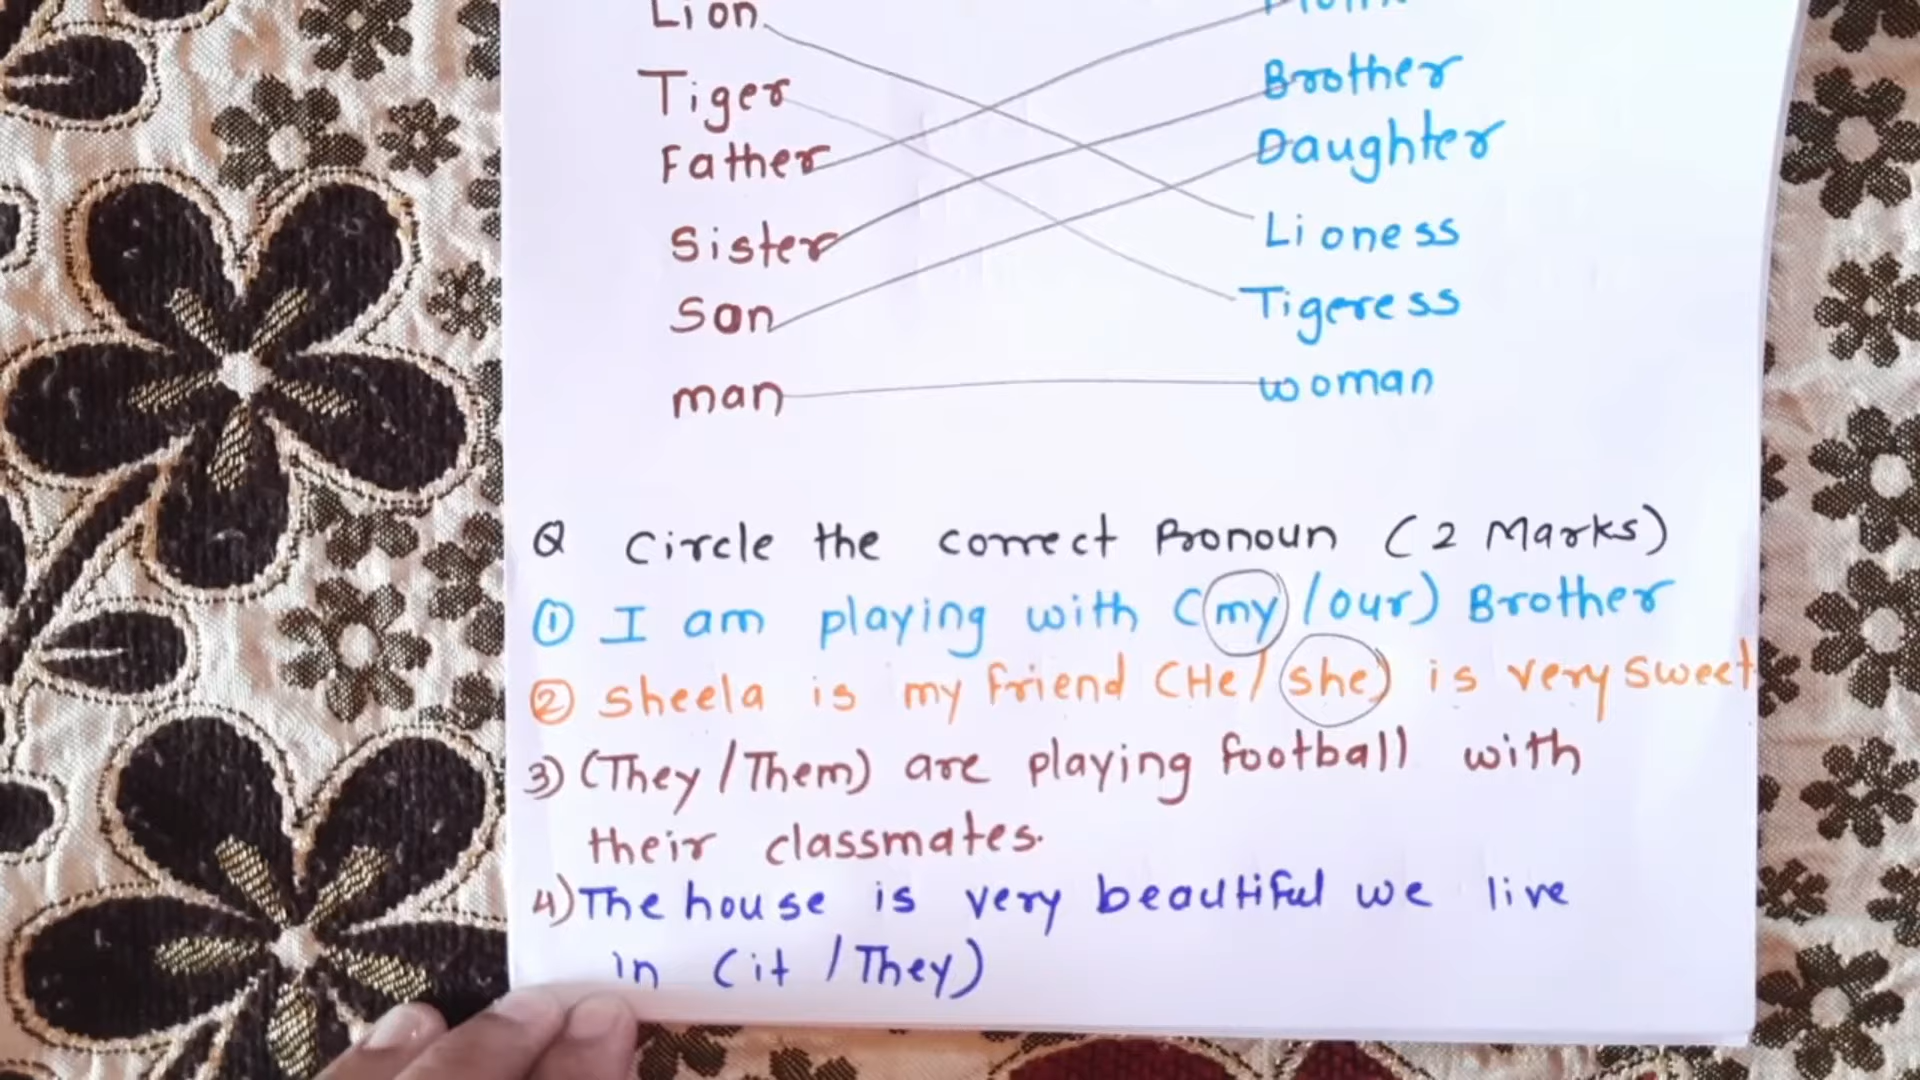 Lion
Tiger Brother
Father Daughter
Sister Lioness
Son Tigeress
man woman
Q Circle the correct Pronoun (2 Marks)
① I am playing with (my/our) Brother
② Sheela is my friend (He/she) is very sweet
3) (They/Them) are playing football with
their classmates.
4) The house is very beautiful we live
in (it/They)